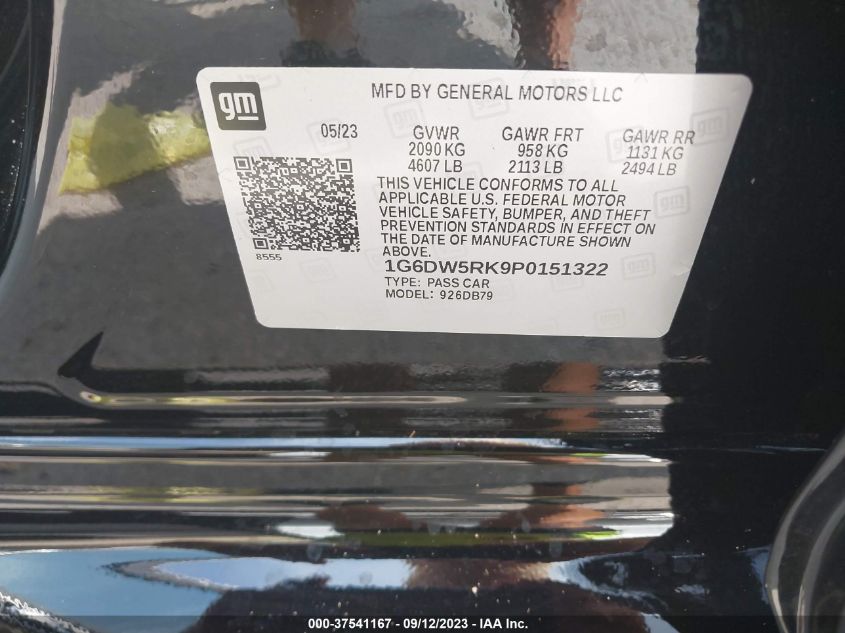 gm
MFD BY GENERAL MOTORS LLC
05/23 GVWR GAWR FRT GAWR RR
2090 KG 958 KG 1131 KG
4607 LB 2113 LB 2494 LB
THIS VEHICLE CONFORMS TO ALL
APPLICABLE U.S. FEDERAL MOTOR
VEHICLE SAFETY, BUMPER, AND THEFT
PREVENTION STANDARDS IN EFFECT ON
THE DATE OF MANUFACTURE SHOWN
ABOVE.
8555
1G6DW5RK9P0151322
TYPE: PASS CAR
MODEL: 926DB79
000-37541167 - 09/12/2023 - IAA Inc.